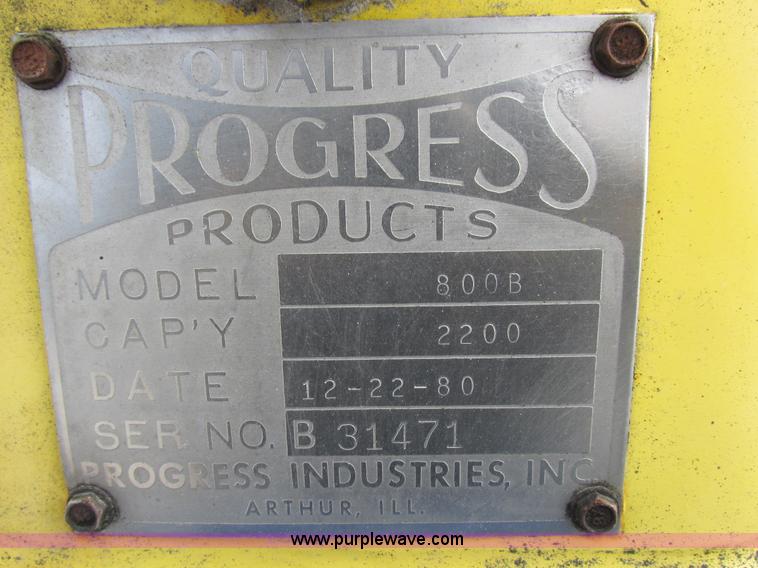 QUALITY
PROGRESS
PRODUCTS
MODEL 800B
CAP'Y 2200
DATE 12-22-80
SER NO. B 31471
PROGRESS INDUSTRIES, INC.
ARTHUR, ILL.
www.purplewave.com